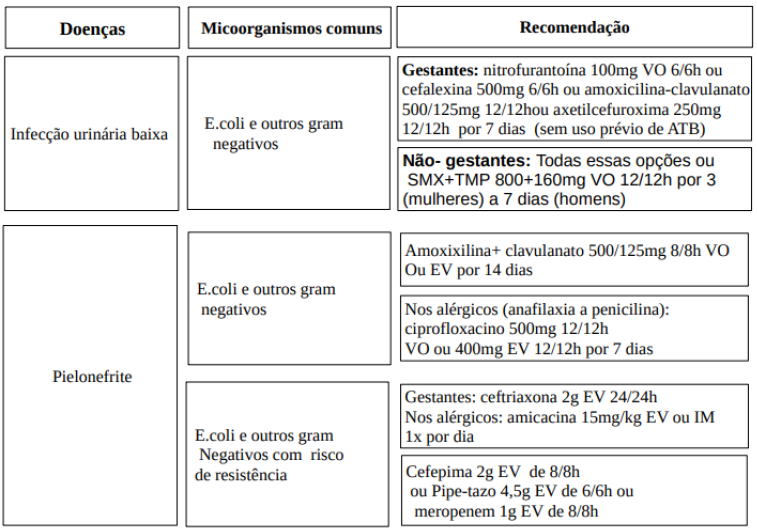 Doenças
Micoorganismos comuns
Recomendação
Infecção urinária baixa
E.coli e outros gram
negativos
Gestantes: nitrofurantoína 100mg VO 6/6h ou
cefalexina 500mg 6/6h ou amoxicilina-clavulanato
500/125mg 12/12hou axetilcefuroxima 250mg
12/12h por 7 dias (sem uso prévio de ATB)
Não- gestantes: Todas essas opções ou
SMX+TMP 800+160mg VO 12/12h por 3
(mulheres) a 7 dias (homens)
Pielonefrite
E.coli e outros gram
negativos
Amoxixilina+ clavulanato 500/125mg 8/8h VO
Ou EV por 14 dias
Nos alérgicos (anafilaxia a penicilina):
ciprofloxacino 500mg 12/12h
VO ou 400mg EV 12/12h por 7 dias
E.coli e outros gram
Negativos com risco
de resistência
Gestantes: ceftriaxona 2g EV 24/24h
Nos alérgicos: amicacina 15mg/kg EV ou IM
1x por dia
Cefepima 2g EV de 8/8h
ou Pipe-tazo 4,5g EV de 6/6h ou
meropenem 1g EV de 8/8h